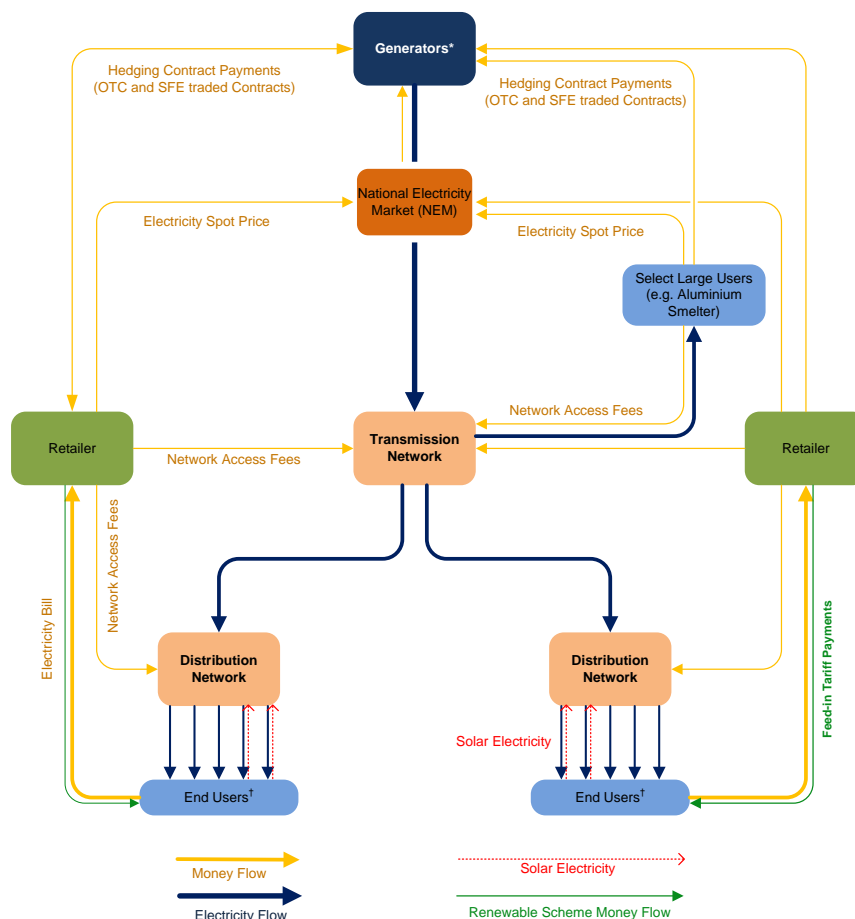 Generators*
Hedging Contract Payments
(OTC and SFE traded Contracts)
Hedging Contract Payments
(OTC and SFE traded Contracts)
National Electricity
Market (NEM)
Electricity Spot Price
Electricity Spot Price
Select Large Users
(e.g. Aluminium
Smelter)
Network Access Fees
Retailer
Transmission
Network
Retailer
Network Access Fees
Network Access Fees
Electricity Bill
Distribution
Network
Distribution
Network
Feed-in Tariff Payments
Solar Electricity
End Users†
End Users†
Money Flow
Solar Electricity
Electricity Flow
Renewable Scheme Money Flow